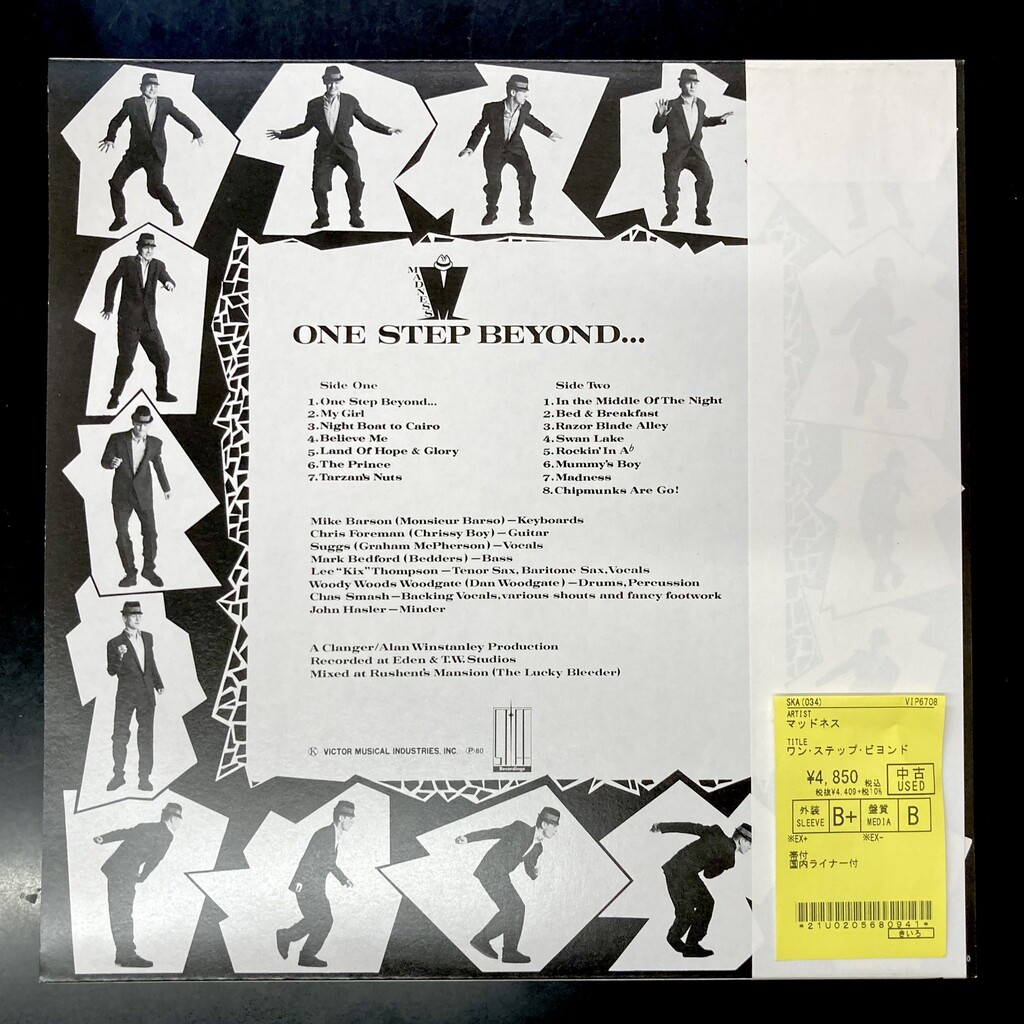 MADNESS
ONE STEP BEYOND...
Side One
1. One Step Beyond...
2. My Girl
3. Night Boat to Cairo
4. Believe Me
5. Land Of Hope & Glory
6. The Prince
7. Tarzan's Nuts
Side Two
1. In the Middle Of The Night
2. Bed & Breakfast
3. Razor Blade Alley
4. Swan Lake
5. Rockin' In A♭
6. Mummy's Boy
7. Madness
8. Chipmunks Are Go!
Mike Barson (Monsieur Barso) – Keyboards
Chris Foreman (Chrissy Boy) – Guitar
Suggs (Graham McPherson) – Vocals
Mark Bedford (Bedders) – Bass
Lee "Kix" Thompson – Tenor Sax, Baritone Sax, Vocals
Woody Woods Woodgate (Dan Woodgate) – Drums, Percussion
Chas Smash – Backing Vocals, various shouts and fancy footwork
John Hasler – Minder
A Clanger/Alan Winstanley Production
Recorded at Eden & T.W. Studios
Mixed at Rushent's Mansion (The Lucky Bleeder)
Ⓚ VICTOR MUSICAL INDUSTRIES, INC. Ⓟ'80
Stiff
Recordings
SKA(034) VIP6708
ARTIST
マッドネス
TITLE
ワン・ステップ・ビヨンド
¥4,850 税込
税抜¥4,409+税10%
中古
USED
外装
SLEEVE
B+
盤質
MEDIA
B
※EX+ ※EX-
帯付
国内ライナー付
*21U0205680941*
きいろ